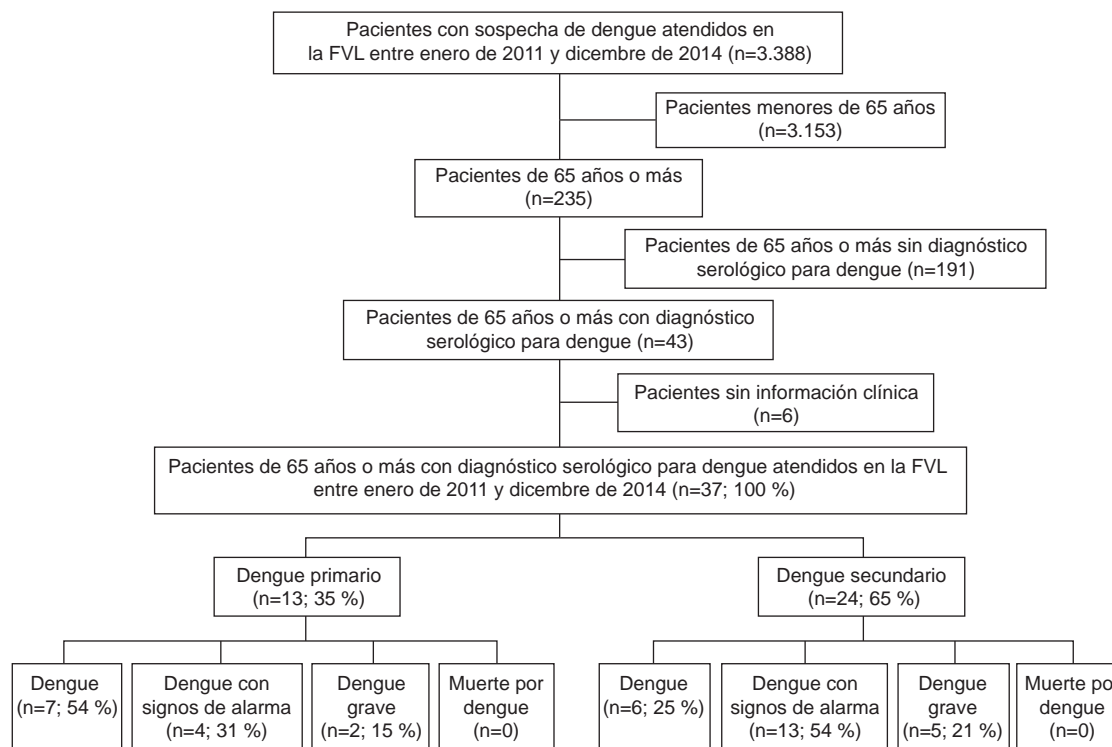 Pacientes con sospecha de dengue atendidos en
la FVL entre enero de 2011 y dicembre de 2014 (n=3.388)
Pacientes menores de 65 años
(n=3.153)
Pacientes de 65 años o más
(n=235)
Pacientes de 65 años o más sin diagnóstico
serológico para dengue (n=191)
Pacientes de 65 años o más con diagnóstico
serológico para dengue (n=43)
Pacientes sin información clínica
(n=6)
Pacientes de 65 años o más con diagnóstico serológico para dengue atendidos en la FVL
entre enero de 2011 y dicembre de 2014 (n=37; 100 %)
Dengue primario
(n=13; 35 %)
Dengue secundario
(n=24; 65 %)
Dengue
(n=7; 54 %)
Dengue con
signos de alarma
(n=4; 31 %)
Dengue
grave
(n=2; 15 %)
Muerte por
dengue
(n=0)
Dengue
(n=6; 25 %)
Dengue con
signos de alarma
(n=13; 54 %)
Dengue
grave
(n=5; 21 %)
Muerte por
dengue
(n=0)